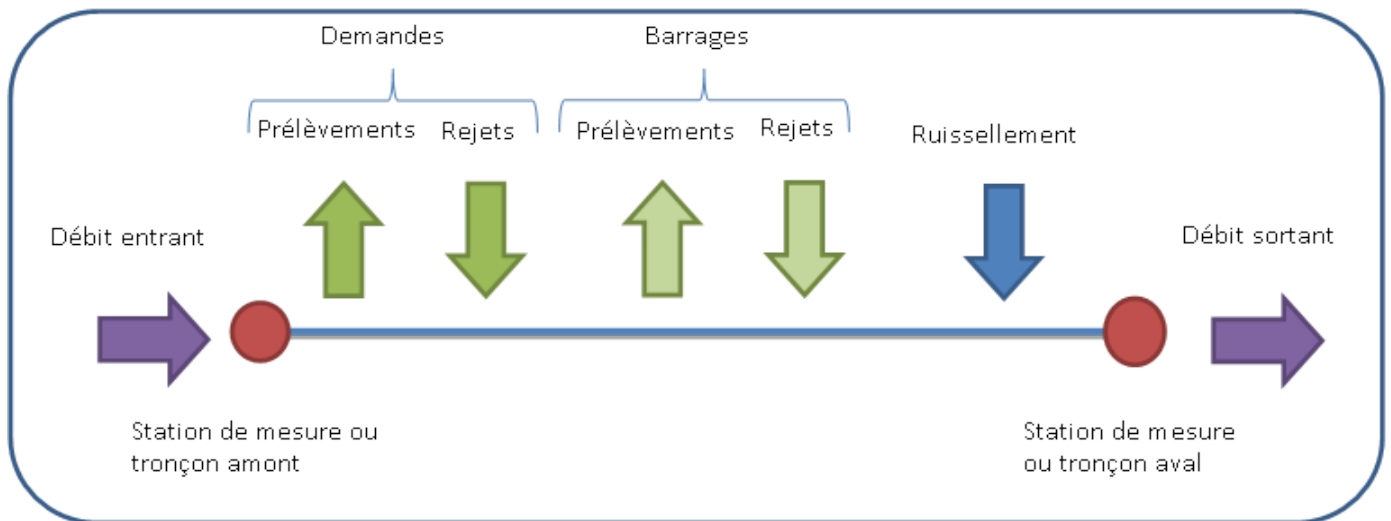 Demandes
Barrages
Prélèvements
Rejets
Prélèvements
Rejets
Ruissellement
Débit entrant
Débit sortant
Station de mesure ou
tronçon amont
Station de mesure
ou tronçon aval